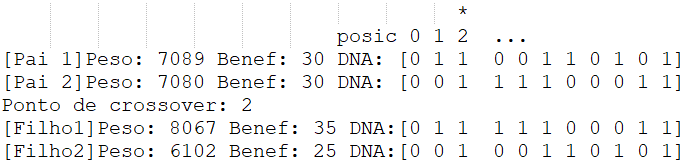 *
posic 0 1 2 ...
[Pai 1]Peso: 7089 Benef: 30 DNA: [0 1 1 0 0 1 1 0 1 0 1]
[Pai 2]Peso: 7080 Benef: 30 DNA: [0 0 1 1 1 1 0 0 0 1 1]
Ponto de crossover: 2
[Filho1]Peso: 8067 Benef: 35 DNA:[0 1 1 1 1 1 0 0 0 1 1]
[Filho2]Peso: 6102 Benef: 25 DNA:[0 0 1 0 0 1 1 0 1 0 1]